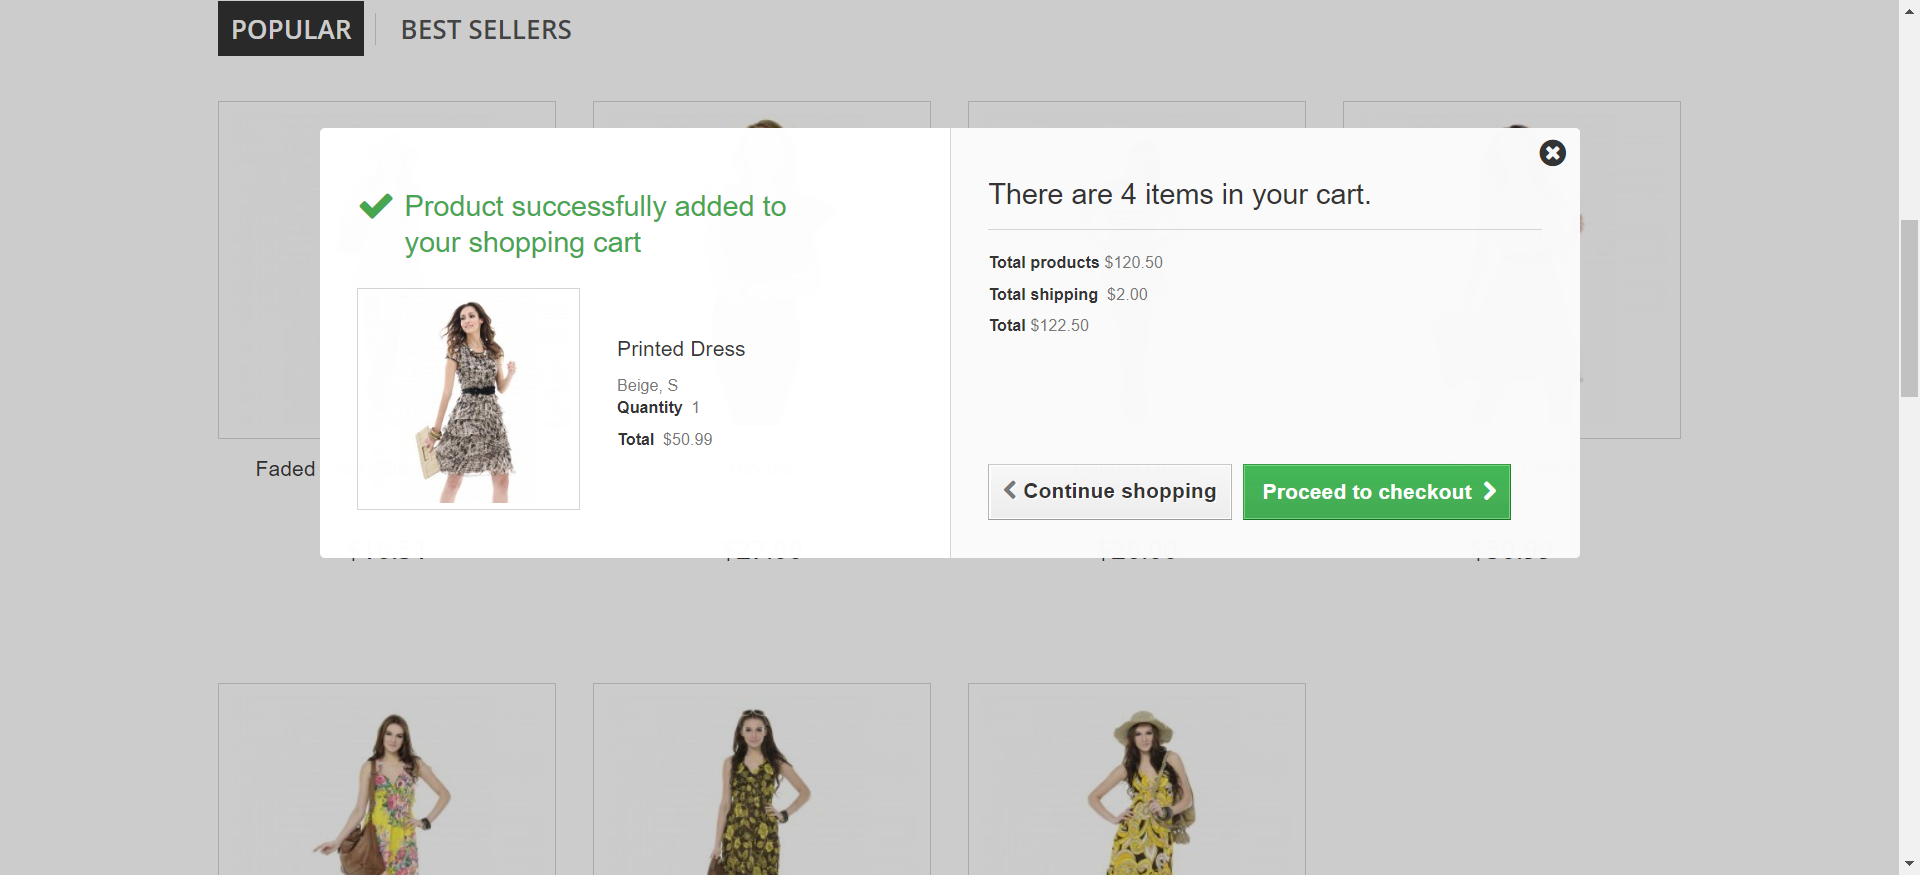 POPULAR
BEST SELLERS
Product successfully added to
your shopping cart
Printed Dress
Beige, S
Quantity 1
Total $50.99
There are 4 items in your cart.
Total products $120.50
Total shipping $2.00
Total $122.50
Continue shopping
Proceed to checkout
Faded